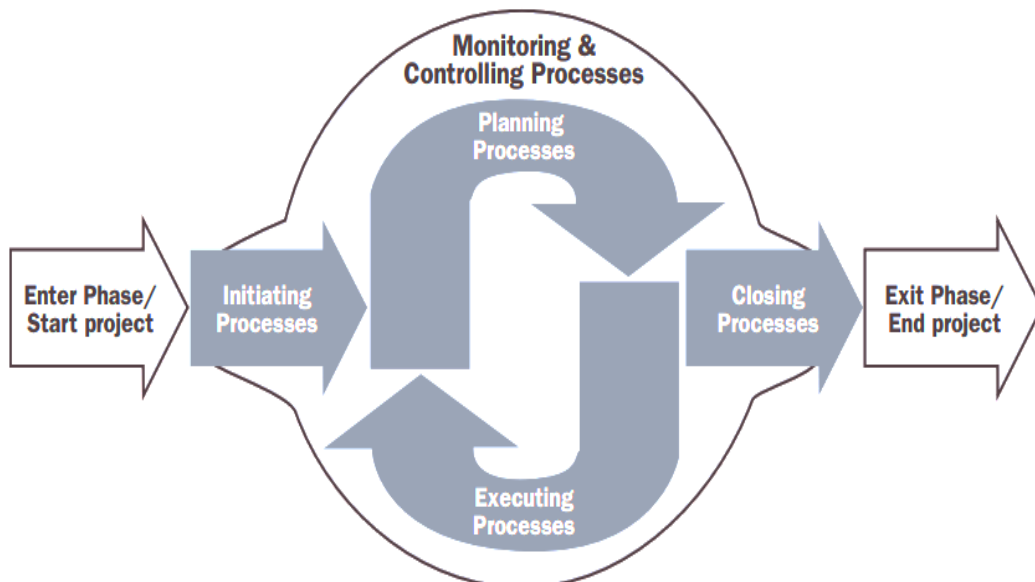 Monitoring &
Controlling Processes
Planning
Processes
Enter Phase/
Start project
Initiating
Processes
Closing
Processes
Exit Phase/
End project
Executing
Processes